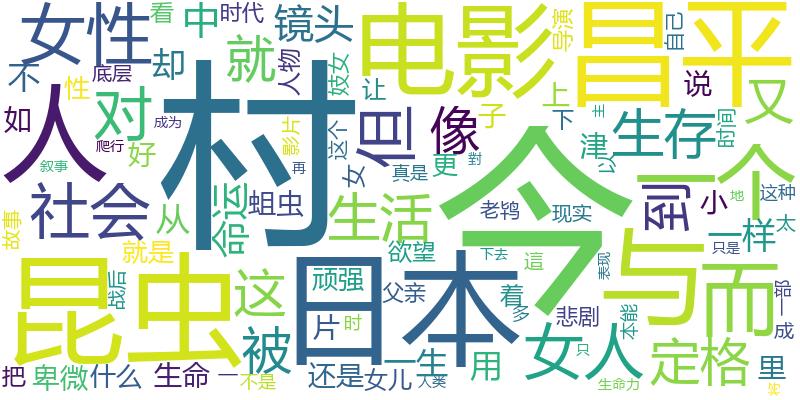 女性
中
看
时代
镜头
电影
昌平
导演
自己
不
底层
却
就
人物
妓女
让
上
说
又
性
人
村
但
像
子
下
如
对
成为
爬行
好
影片
这个
再
女
真是
更
對
今
津
以
生存
时间
主
一个
叙事
社会
从
命运
蛆虫
生活
老鸨
现实
到
小
地
这种
故事
就是
欲望
下去
這
表现
与
一样
太
只是
昆虫
战后
这
日本
顽强
父亲
着
多
悲剧
本能
而
啪
成
被
片
时
一生
用
女人
只
定格
里
把
卑微
什么
生命
一
不是
还是
女儿
人类
生命力